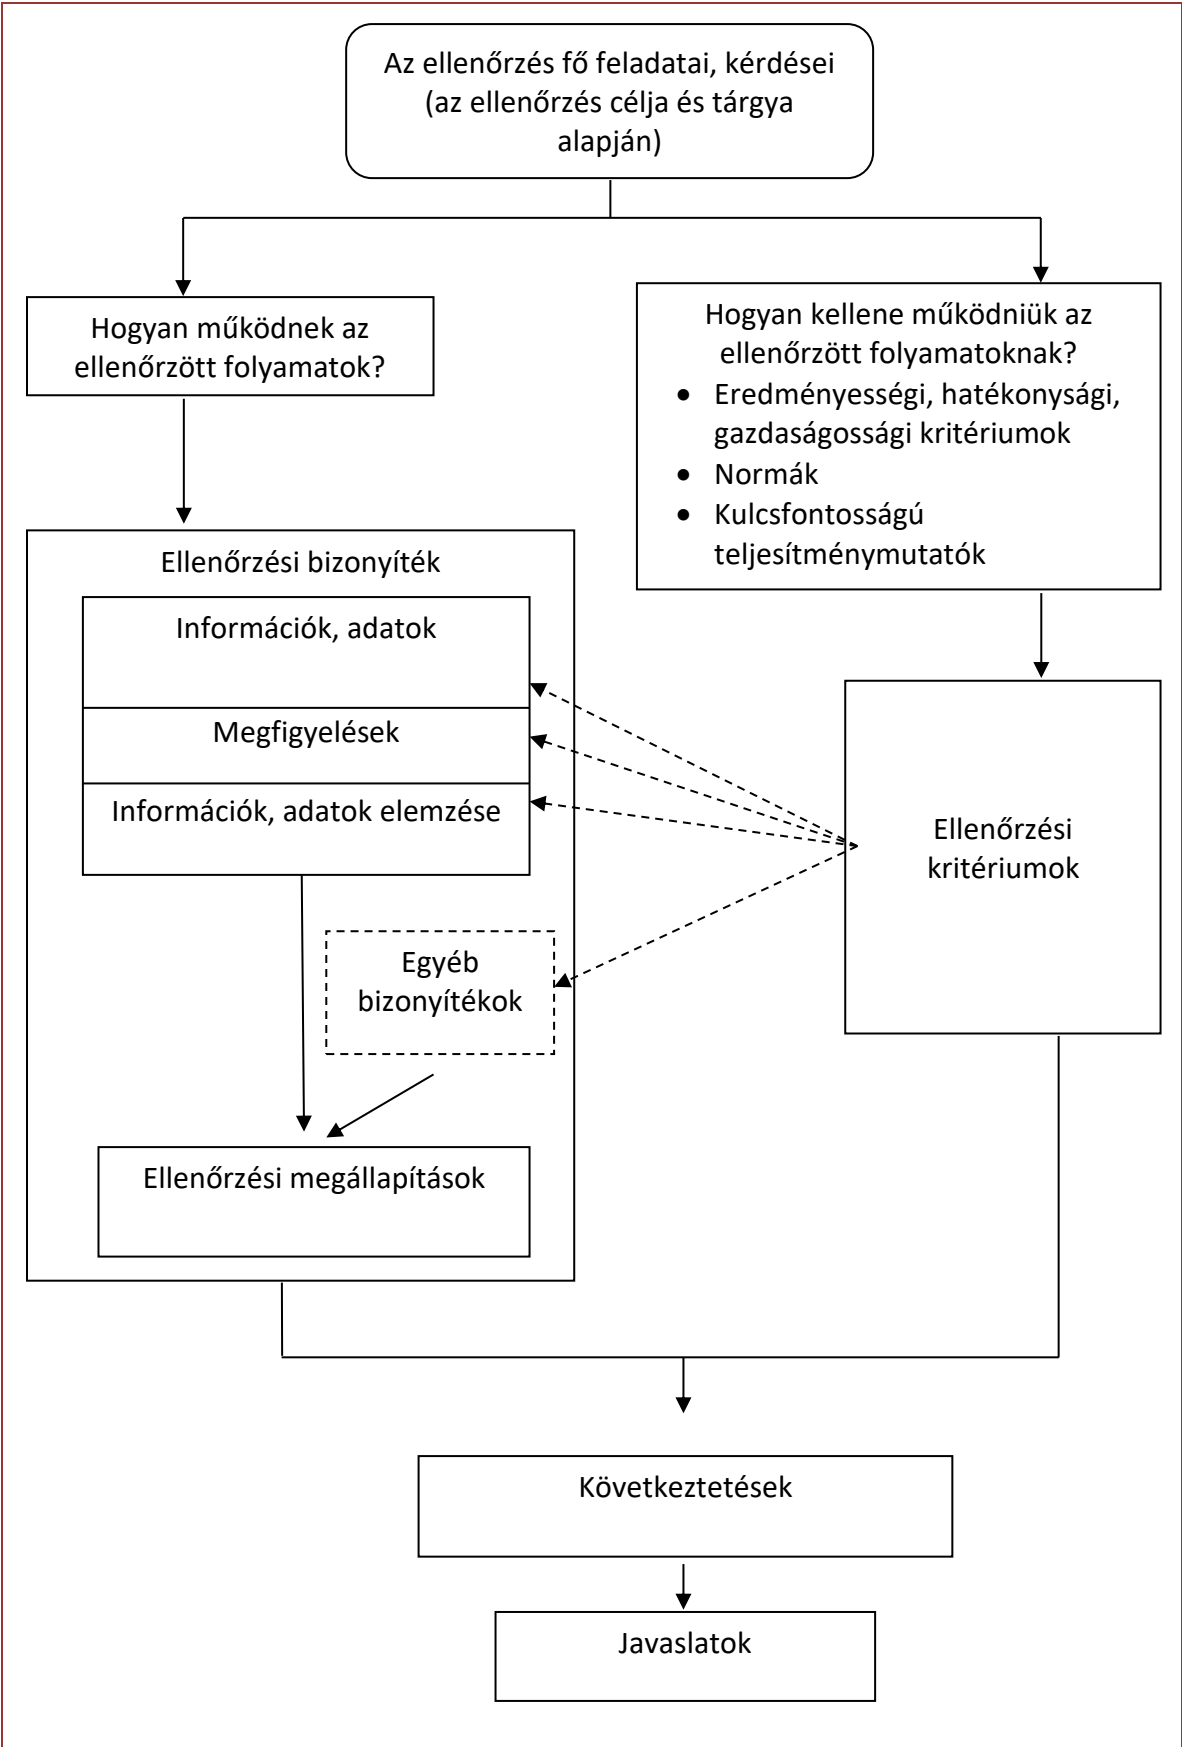 Az ellenőrzés fő feladatai, kérdései
(az ellenőrzés célja és tárgya
alapján)
Hogyan működnek az
ellenőrzött folyamatok?
Hogyan kellene működniük az
ellenőrzött folyamatoknak?
• Eredményességi, hatékonysági,
gazdaságossági kritériumok
• Normák
• Kulcsfontosságú
teljesítménymutatók
Ellenőrzési bizonyíték
Információk, adatok
Megfigyelések
Információk, adatok elemzése
Ellenőrzési
kritériumok
Egyéb
bizonyítékok
Ellenőrzési megállapítások
Következtetések
Javaslatok